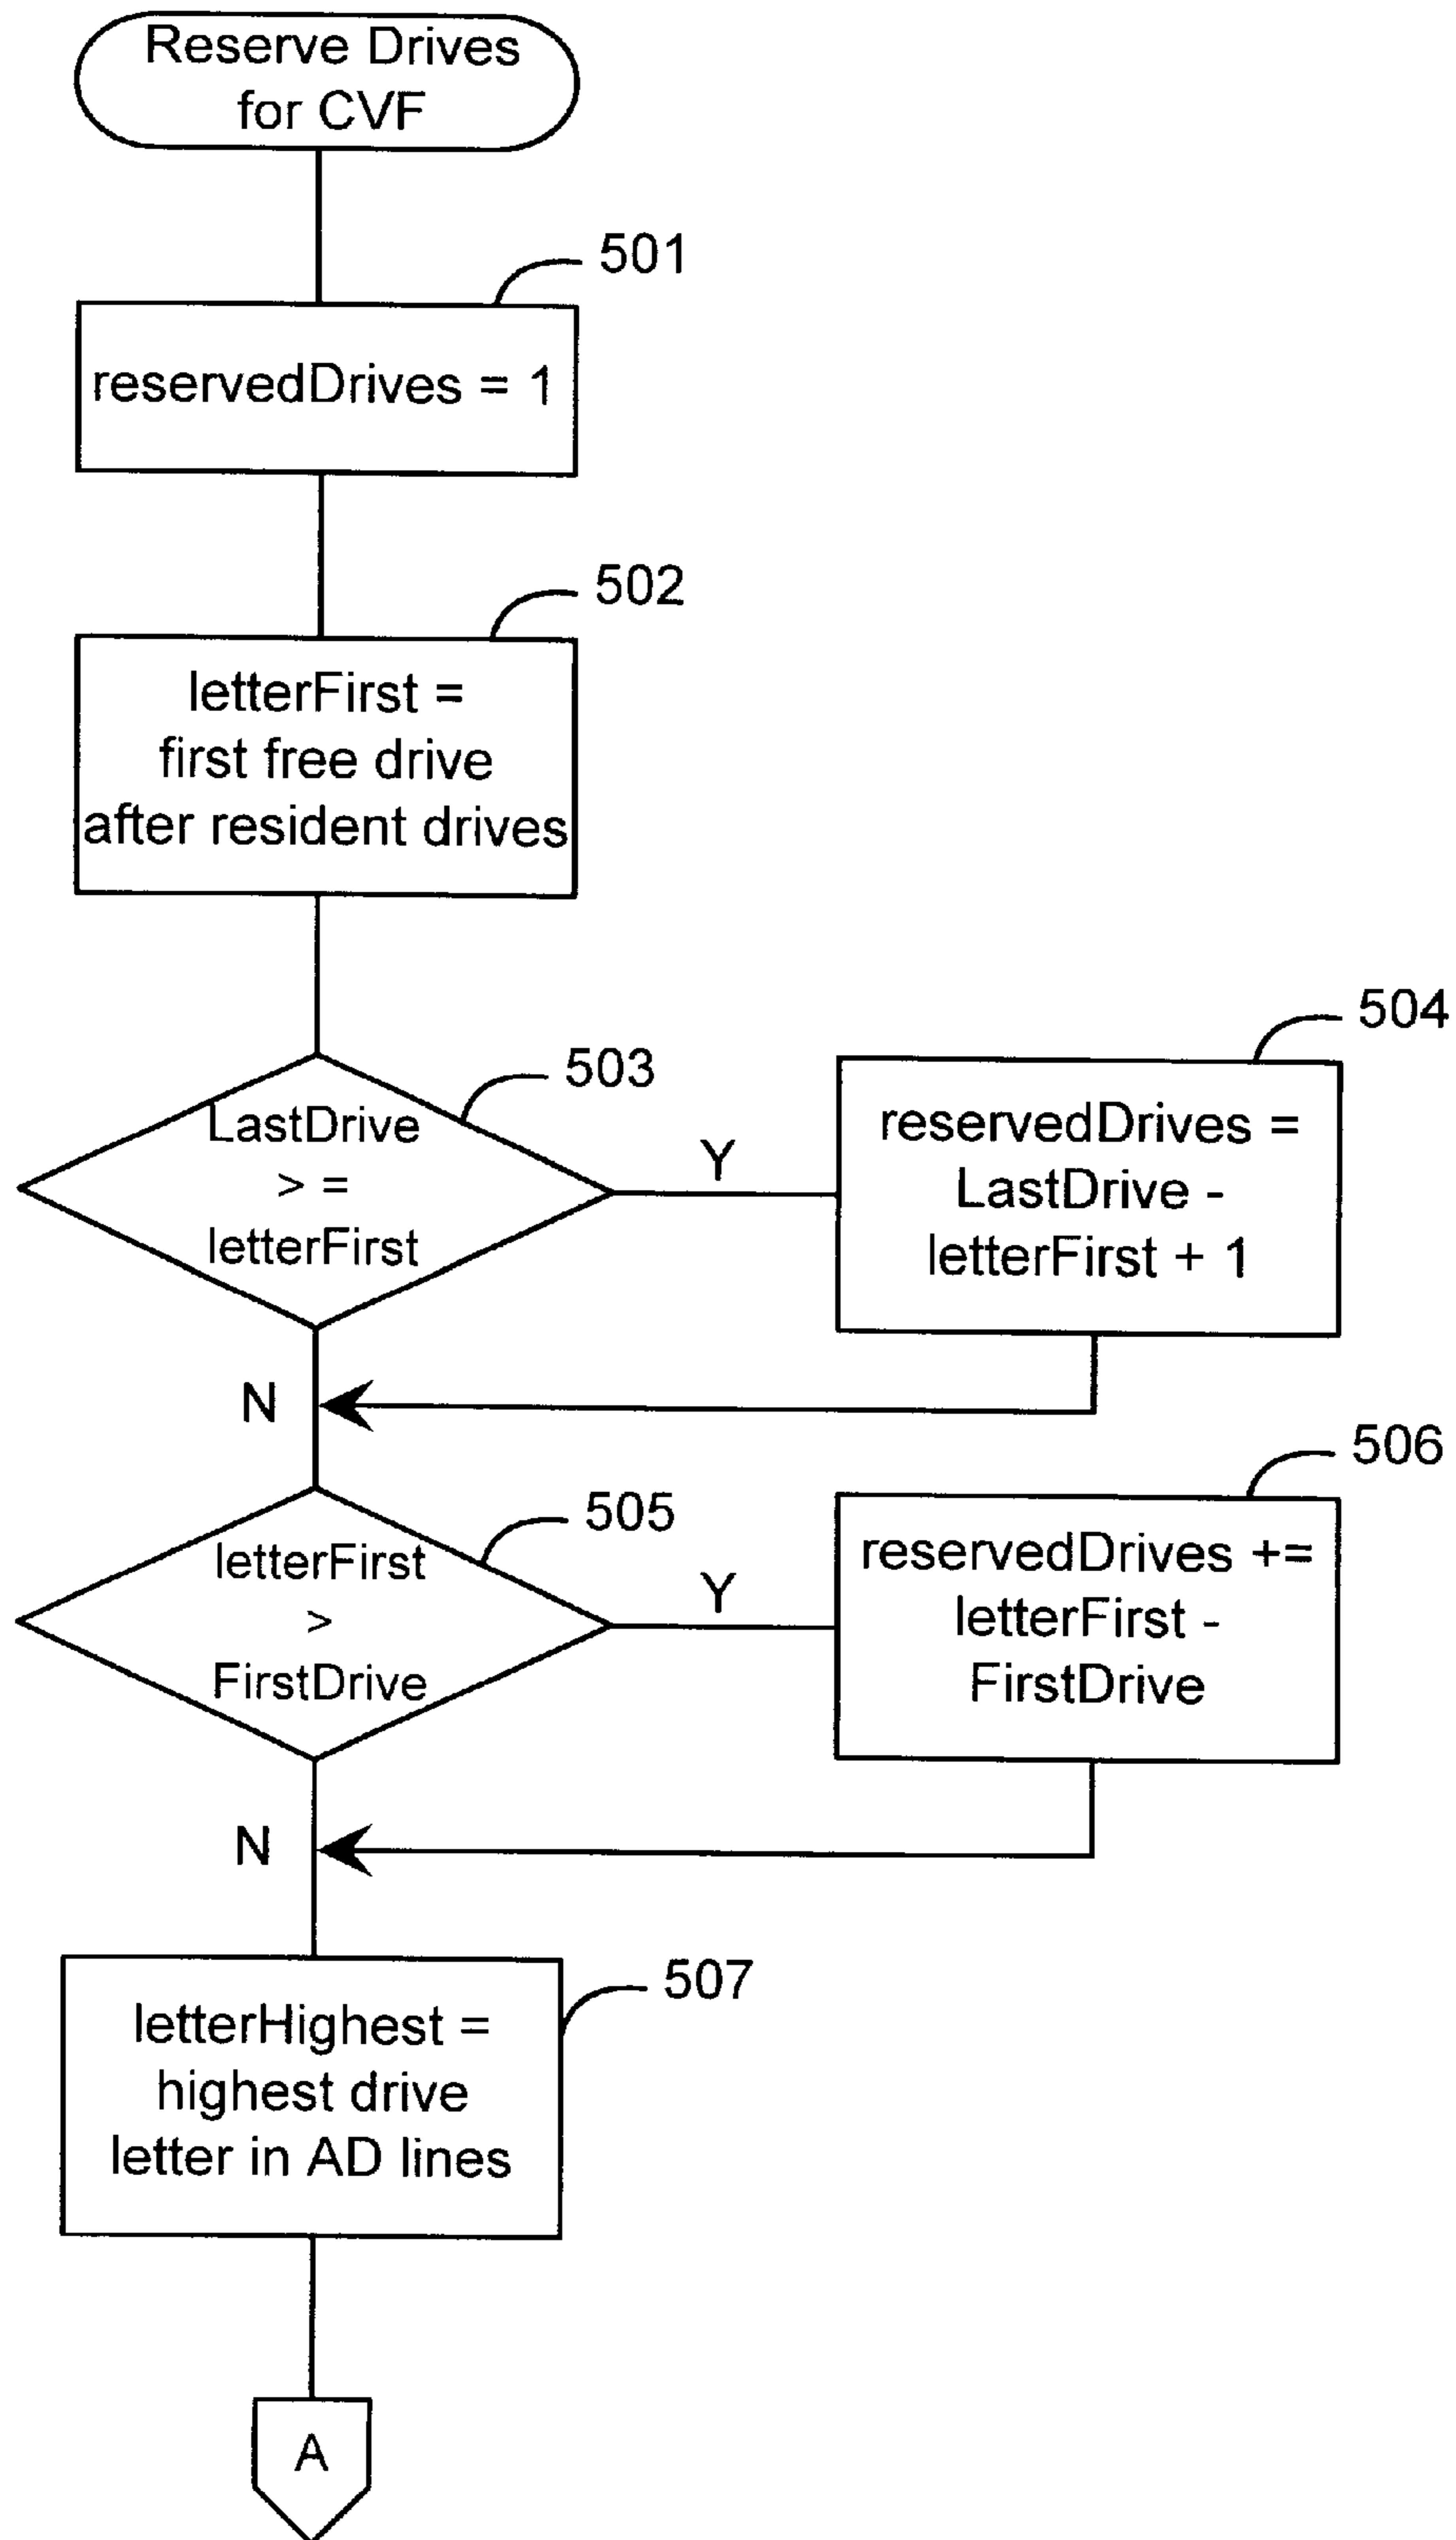 Reserve Drives
for CVF
501
reservedDrives = 1
502
letterFirst =
first free drive
after resident drives
503
LastDrive
> =
letterFirst
Y
504
reservedDrives =
LastDrive -
letterFirst + 1
N
505
letterFirst
>
FirstDrive
Y
506
reservedDrives +=
letterFirst -
FirstDrive
N
507
letterHighest =
highest drive
letter in AD lines
A